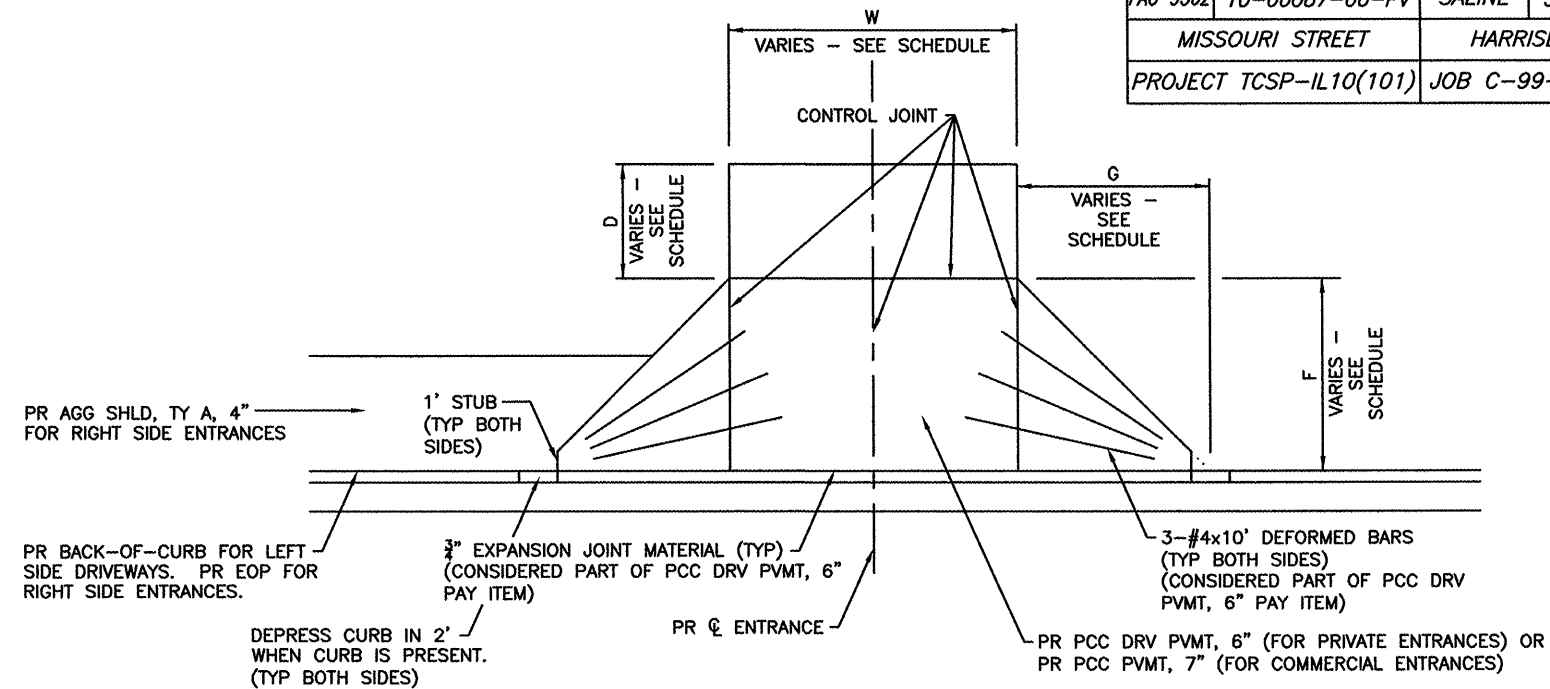 SALINE
MISSOURI STREET
PROJECT TCSP-IL10(101)
JOB C-99-
W
VARIES - SEE SCHEDULE
CONTROL JOINT
D
VARIES -
SEE
SCHEDULE
G
VARIES -
SEE
SCHEDULE
F
VARIES -
SEE
SCHEDULE
PR AGG SHLD, TY A, 4"
FOR RIGHT SIDE ENTRANCES
1' STUB
(TYP BOTH
SIDES)
PR BACK-OF-CURB FOR LEFT
SIDE DRIVEWAYS. PR EOP FOR
RIGHT SIDE ENTRANCES.
¾" EXPANSION JOINT MATERIAL (TYP)
(CONSIDERED PART OF PCC DRV PVMT, 6"
PAY ITEM)
3-#4x10' DEFORMED BARS
(TYP BOTH SIDES)
(CONSIDERED PART OF PCC DRV
PVMT, 6" PAY ITEM)
DEPRESS CURB IN 2'
WHEN CURB IS PRESENT.
(TYP BOTH SIDES)
PR ℄ ENTRANCE
PR PCC DRV PVMT, 6" (FOR PRIVATE ENTRANCES) OR
PR PCC PVMT, 7" (FOR COMMERCIAL ENTRANCES)